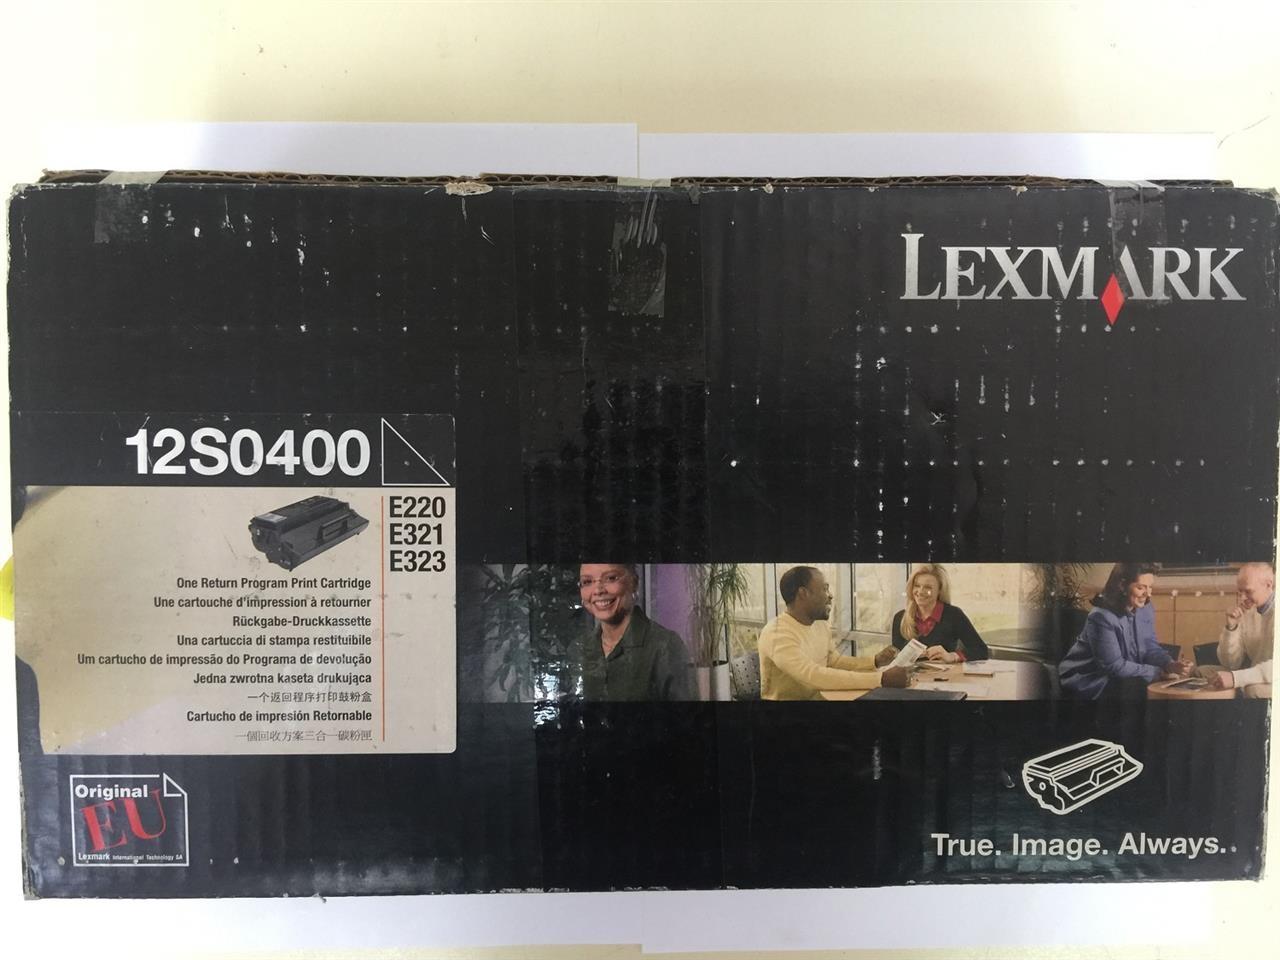 LEXMARK
12S0400
E220
E321
E323
One Return Program Print Cartridge
Une cartouche d'impression à retourner
Rückgabe-Druckkassette
Una cartuccia di stampa restituibile
Um cartucho de impressão do Programa de devolução
Jedna zwrotna kaseta drukująca
一个返回程序打印鼓粉盒
Cartucho de impresión Retornable
一個回收方案三合一碳粉匣
Original
EU
Lexmark International Technology SA
True. Image. Always.